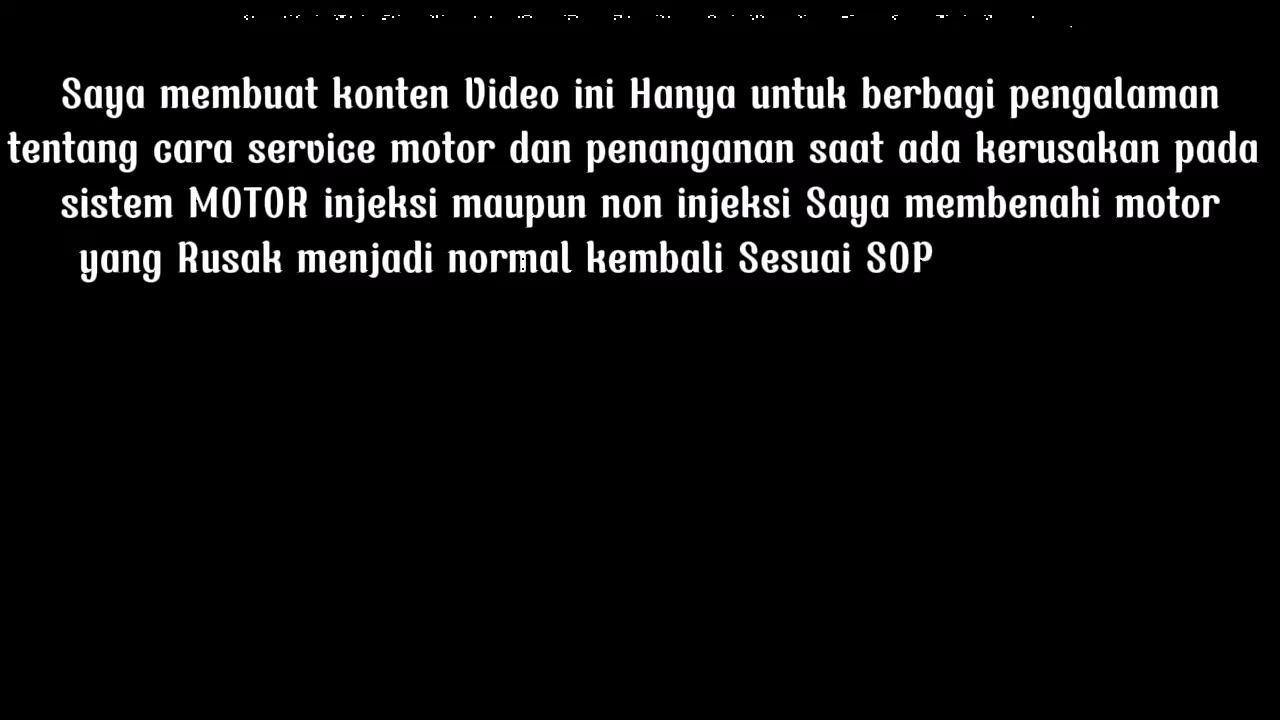 Saya membuat konten Video ini Hanya untuk berbagi pengalaman
tentang cara service motor dan penanganan saat ada kerusakan pada
sistem MOTOR injeksi maupun non injeksi Saya membenahi motor
yang Rusak menjadi normal kembali Sesuai SOP